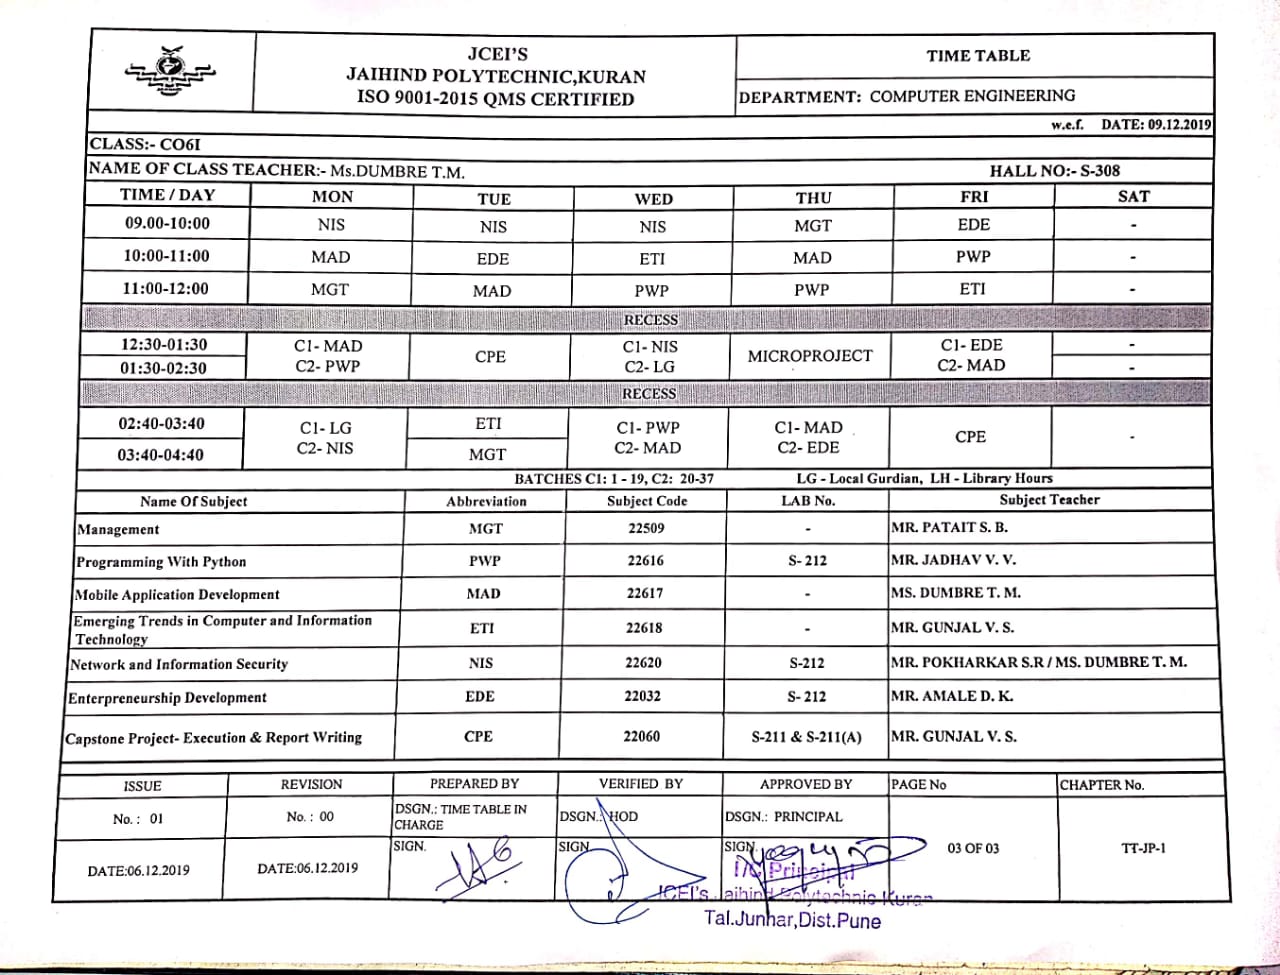 JCEI'S
JAIHIND POLYTECHNIC,KURAN
ISO 9001-2015 QMS CERTIFIED
TIME TABLE
DEPARTMENT: COMPUTER ENGINEERING
w.e.f. DATE: 09.12.2019
CLASS:- CO6I
NAME OF CLASS TEACHER:- Ms.DUMBRE T.M. HALL NO:- S-308
TIME / DAY MON TUE WED THU FRI SAT
09.00-10:00 NIS NIS NIS MGT EDE -
10:00-11:00 MAD EDE ETI MAD PWP -
11:00-12:00 MGT MAD PWP PWP ETI -
RECESS
12:30-01:30 C1- MAD CPE C1- NIS MICROPROJECT C1- EDE -
01:30-02:30 C2- PWP C2- LG C2- MAD -
RECESS
02:40-03:40 C1- LG ETI C1- PWP C1- MAD CPE -
03:40-04:40 C2- NIS MGT C2- MAD C2- EDE
BATCHES C1: 1 - 19, C2: 20-37 LG - Local Gurdian, LH - Library Hours
Name Of Subject Abbreviation Subject Code LAB No. Subject Teacher
Management MGT 22509 - MR. PATAIT S. B.
Programming With Python PWP 22616 S- 212 MR. JADHAV V. V.
Mobile Application Development MAD 22617 - MS. DUMBRE T. M.
Emerging Trends in Computer and Information
Technology ETI 22618 - MR. GUNJAL V. S.
Network and Information Security NIS 22620 S-212 MR. POKHARKAR S.R / MS. DUMBRE T. M.
Enterpreneurship Development EDE 22032 S- 212 MR. AMALE D. K.
Capstone Project- Execution & Report Writing CPE 22060 S-211 & S-211(A) MR. GUNJAL V. S.
ISSUE REVISION PREPARED BY VERIFIED BY APPROVED BY PAGE No CHAPTER No.
No. : 01 No. : 00 DSGN.: TIME TABLE IN
CHARGE DSGN.: HOD DSGN.: PRINCIPAL
DATE:06.12.2019 DATE:06.12.2019 SIGN. SIGN. SIGN. 03 OF 03 TT-JP-1
I/C Principal
JCEI's Jaihind Polytechnic Kuran
Tal.Junnar,Dist.Pune